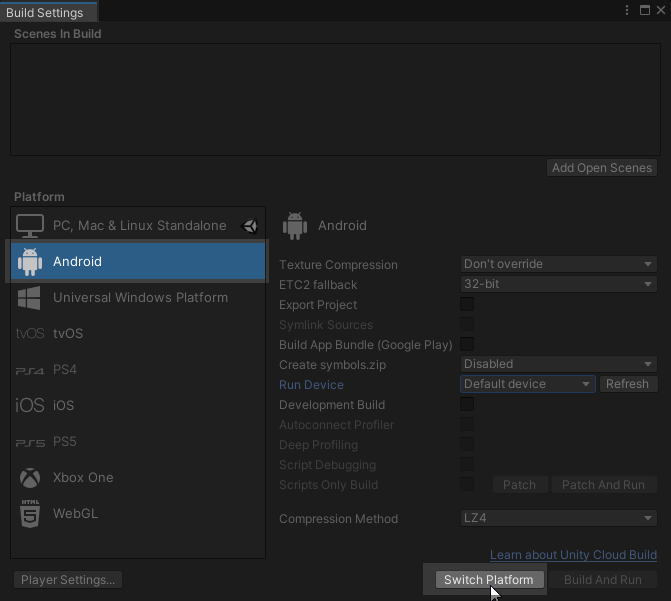 Build Settings
Scenes In Build
Add Open Scenes
Platform
PC, Mac & Linux Standalone
Android
Universal Windows Platform
tvOS tvOS
PS4 PS4
iOS iOS
PS5 PS5
Xbox One
HTML 5 WebGL
Android
Texture Compression Don't override
ETC2 fallback 32-bit
Export Project
Symlink Sources
Build App Bundle (Google Play)
Create symbols.zip Disabled
Run Device Default device Refresh
Development Build
Autoconnect Profiler
Deep Profiling
Script Debugging
Scripts Only Build Patch Patch And Run
Compression Method LZ4
Learn about Unity Cloud Build
Player Settings... Switch Platform Build And Run